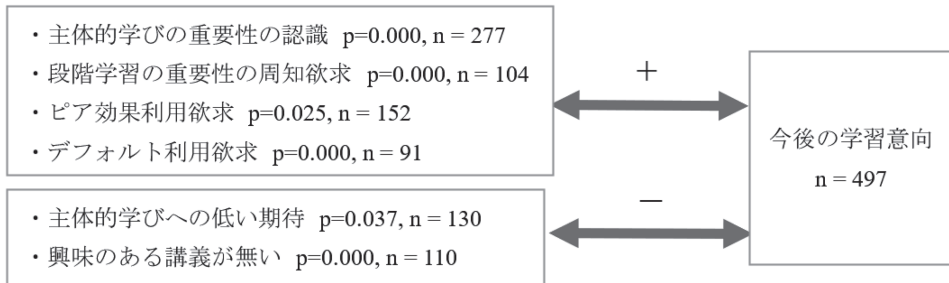 ・主体的学びの重要性の認識 p=0.000, n = 277
・段階学習の重要性の周知欲求 p=0.000, n = 104
・ピア効果利用欲求 p=0.025, n = 152
・デフォルト利用欲求 p=0.000, n = 91
＋
今後の学習意向
n = 497
・主体的学びへの低い期待 p=0.037, n = 130
・興味のある講義が無い p=0.000, n = 110
－